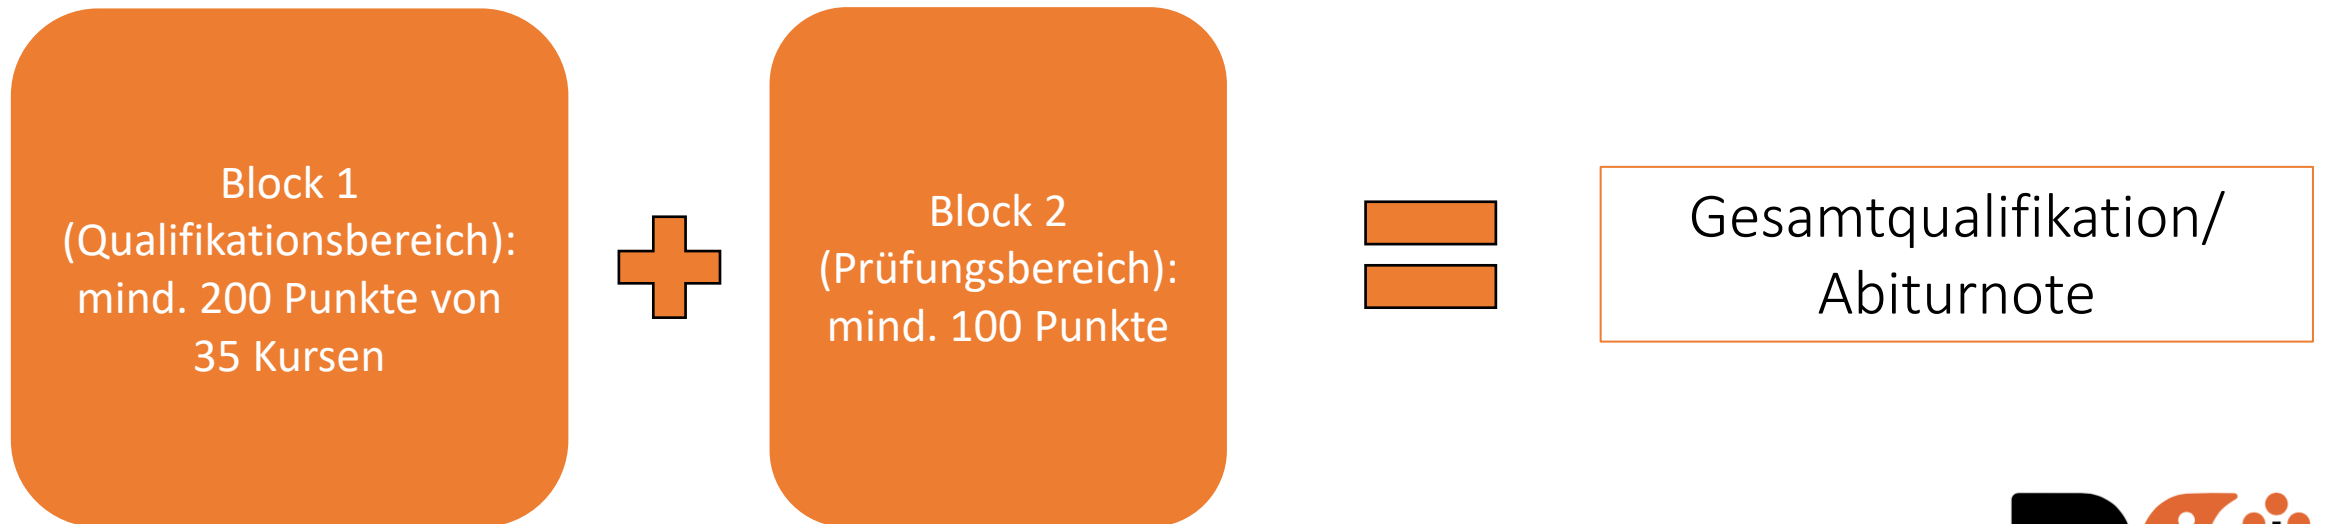 Block 1
(Qualifikationsbereich):
mind. 200 Punkte von
35 Kursen
Block 2
(Prüfungsbereich):
mind. 100 Punkte
Gesamtqualifikation/
Abiturnote